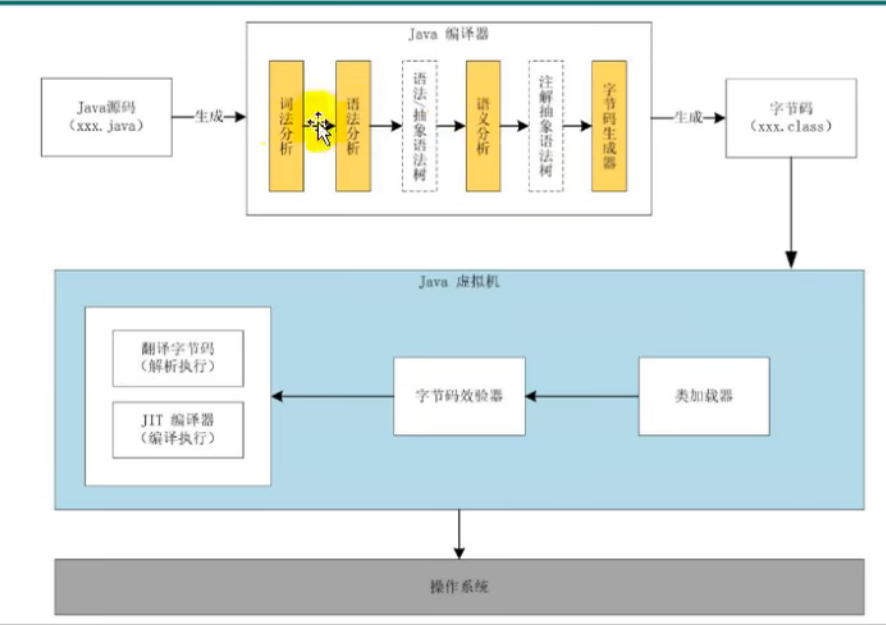 Java 编译器
Java源码
（xxx.java）
生成
词法分析
语法分析
语法/抽象语法树
语义分析
注解抽象语法树
字节码生成器
生成
字节码
（xxx.class）
Java 虚拟机
翻译字节码
（解析执行）
JIT 编译器
（编译执行）
字节码效验器
类加载器
操作系统